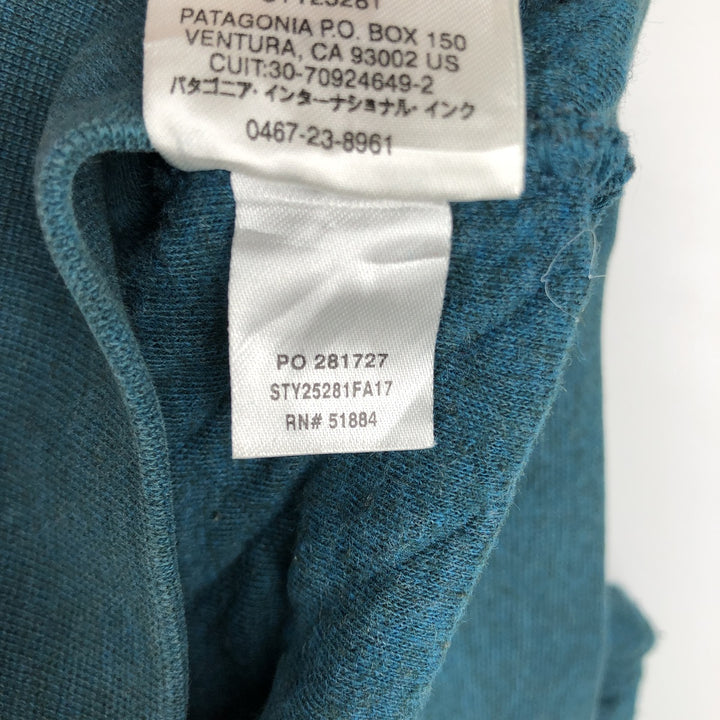 STY25281
PATAGONIA P.O. BOX 150
VENTURA, CA 93002 US
CUIT:30-70924649-2
パタゴニア・インターナショナル・インク
0467-23-8961
PO 281727
STY25281FA17
RN# 51884